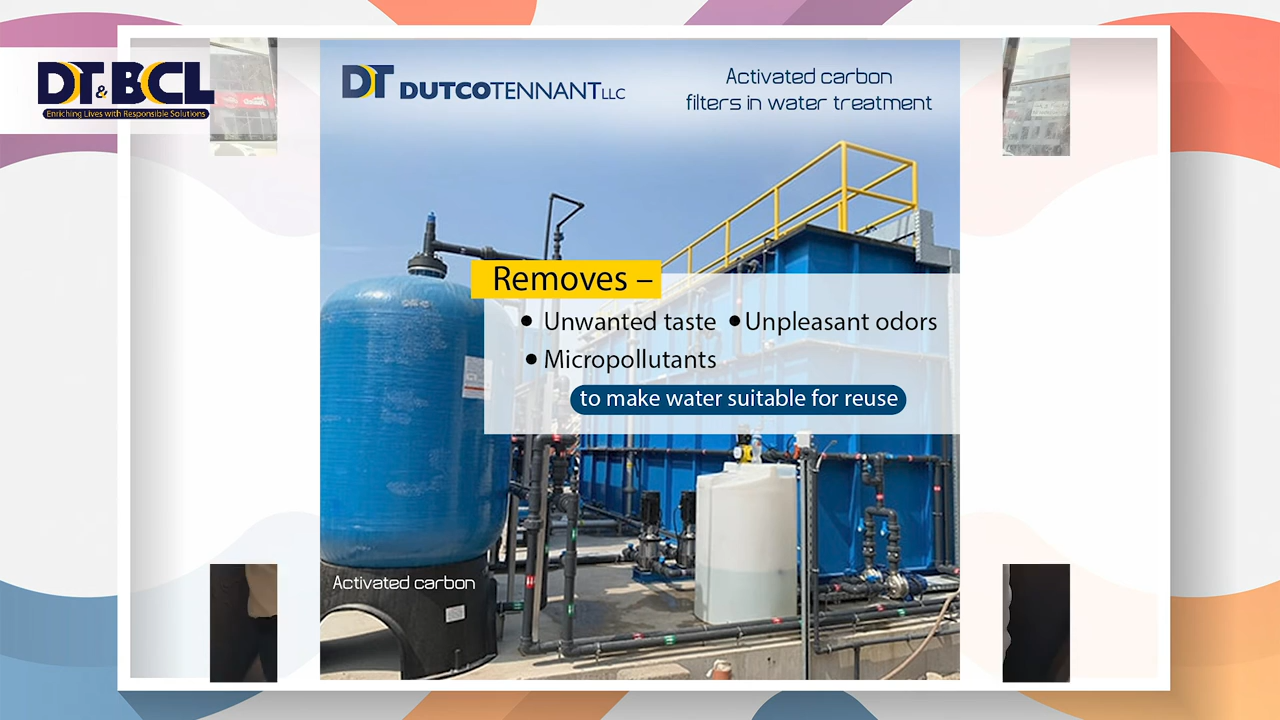 DT&BCL
Enriching Lives with Responsible Solutions
DT DUTCOTENNANT LLC
Activated carbon
filters in water treatment
Removes –
• Unwanted taste • Unpleasant odors
• Micropollutants
to make water suitable for reuse
Activated carbon